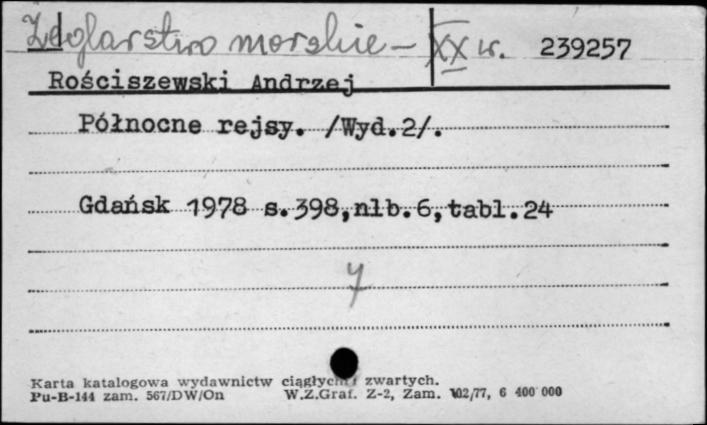 Żeglarstwo morskie – XX w. 239257
Rościszewski Andrzej
Północne rejsy. /Wyd.2/.
Gdańsk 1978 s.398,nlb.6,tabl.24
Karta katalogowa wydawnictw ciągłych i zwartych.
Pu-B-144 zam. 567/DW/On W.Z.Graf. Z-2, Zam. 102/77, 6 400 000